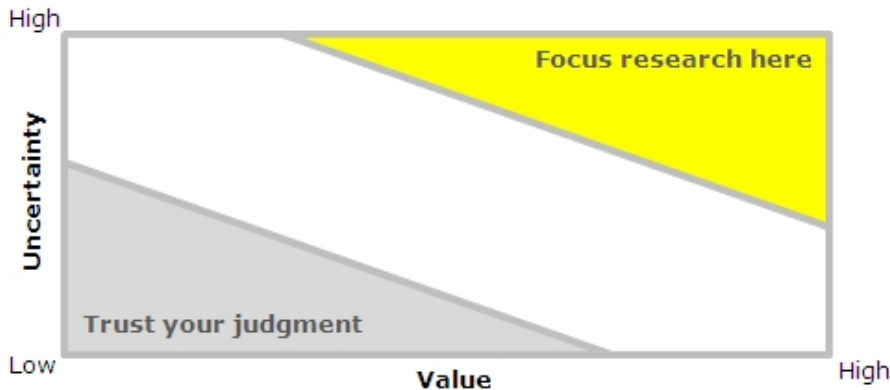 High
Focus research here
Uncertainty
Trust your judgment
Low
Value
High